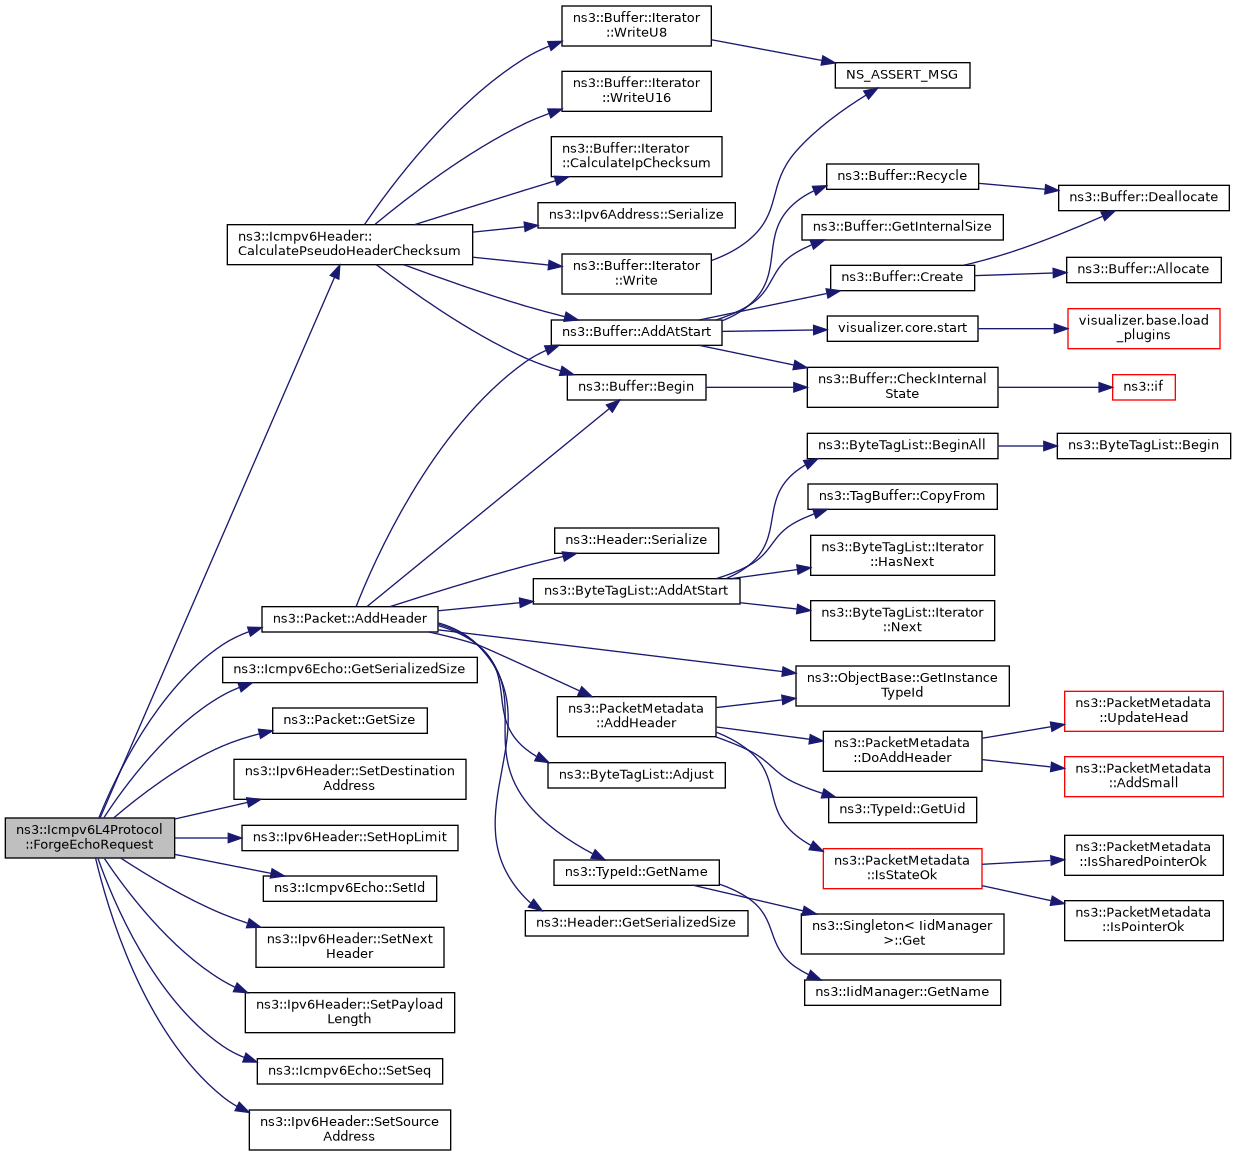 ns3::Icmpv6L4Protocol
::ForgeEchoRequest
ns3::Icmpv6Header::
CalculatePseudoHeaderChecksum
ns3::Packet::AddHeader
ns3::Icmpv6Echo::GetSerializedSize
ns3::Packet::GetSize
ns3::Ipv6Header::SetDestination
Address
ns3::Ipv6Header::SetHopLimit
ns3::Icmpv6Echo::SetId
ns3::Ipv6Header::SetNext
Header
ns3::Ipv6Header::SetPayload
Length
ns3::Icmpv6Echo::SetSeq
ns3::Ipv6Header::SetSource
Address
ns3::Buffer::Iterator
::WriteU8
ns3::Buffer::Iterator
::WriteU16
ns3::Buffer::Iterator
::CalculateIpChecksum
ns3::Ipv6Address::Serialize
ns3::Buffer::Iterator
::Write
ns3::Buffer::AddAtStart
ns3::Buffer::Begin
ns3::Header::Serialize
ns3::ByteTagList::AddAtStart
ns3::PacketMetadata
::AddHeader
ns3::ByteTagList::Adjust
ns3::TypeId::GetName
ns3::Header::GetSerializedSize
NS_ASSERT_MSG
ns3::Buffer::Recycle
ns3::Buffer::GetInternalSize
ns3::Buffer::Create
visualizer.core.start
ns3::Buffer::CheckInternal
State
ns3::ByteTagList::BeginAll
ns3::TagBuffer::CopyFrom
ns3::ByteTagList::Iterator
::HasNext
ns3::ByteTagList::Iterator
::Next
ns3::ObjectBase::GetInstance
TypeId
ns3::PacketMetadata
::DoAddHeader
ns3::TypeId::GetUid
ns3::PacketMetadata
::IsStateOk
ns3::Singleton< IidManager
>::Get
ns3::IidManager::GetName
ns3::Buffer::Deallocate
ns3::Buffer::Allocate
visualizer.base.load
_plugins
ns3::if
ns3::ByteTagList::Begin
ns3::PacketMetadata
::UpdateHead
ns3::PacketMetadata
::AddSmall
ns3::PacketMetadata
::IsSharedPointerOk
ns3::PacketMetadata
::IsPointerOk